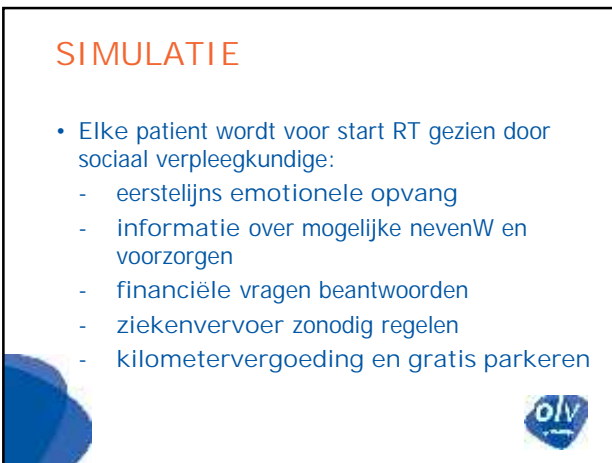 SIMULATIE
• Elke patient wordt voor start RT gezien door
sociaal verpleegkundige:
- eerstelijns emotionele opvang
- informatie over mogelijke nevenW en
voorzorgen
- financiële vragen beantwoorden
- ziekenvervoer zonodig regelen
- kilometervergoeding en gratis parkeren
olv